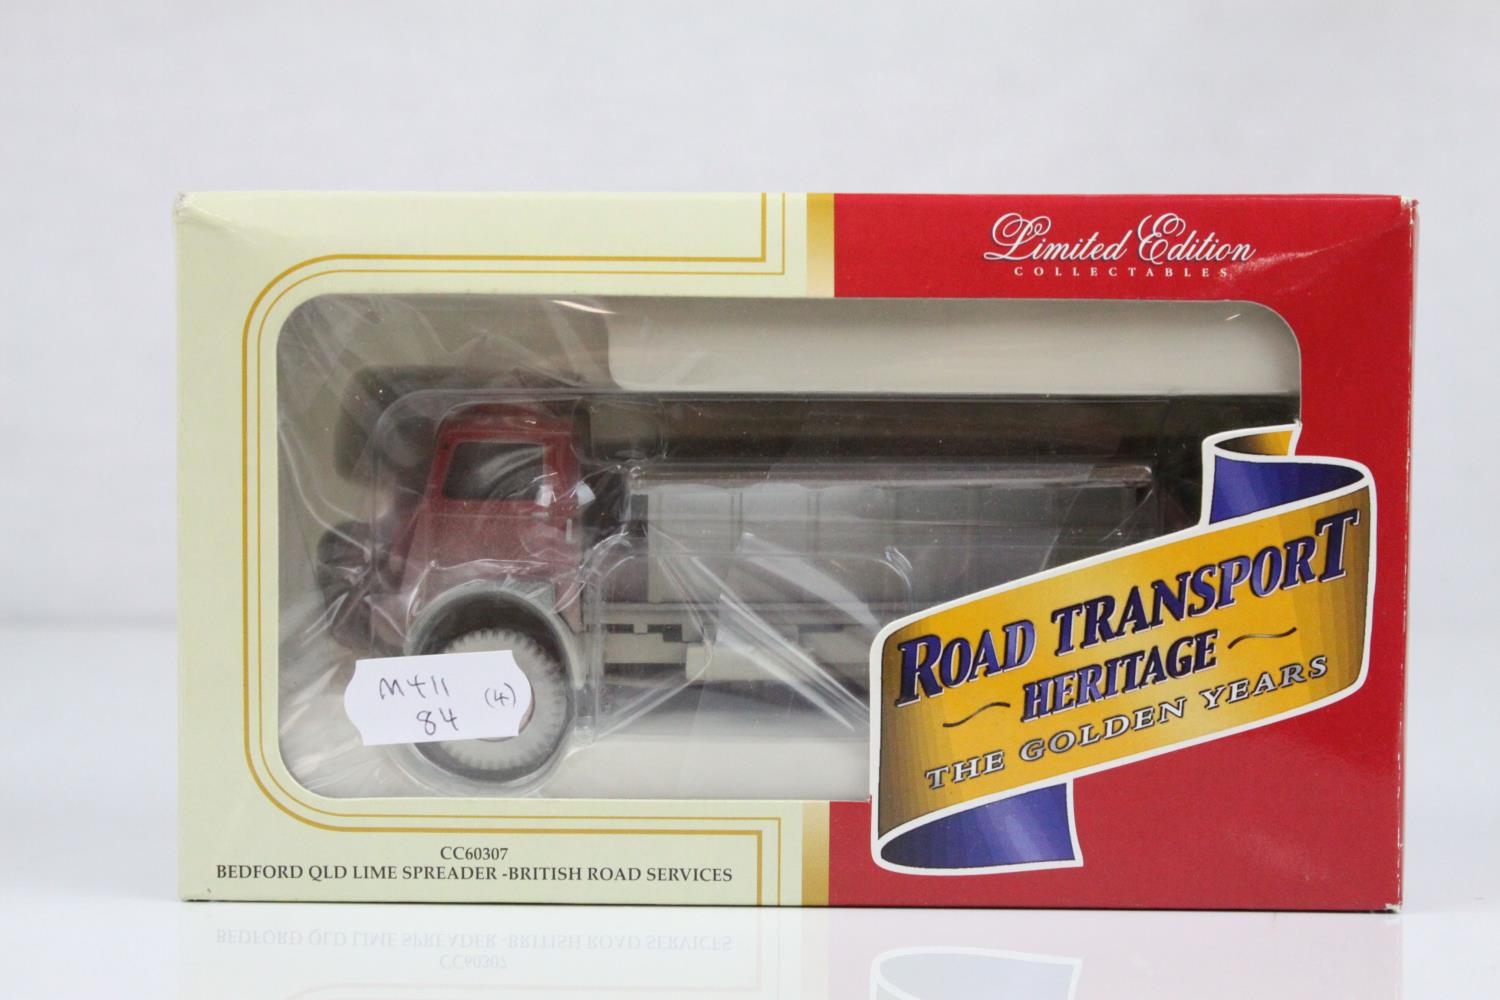 Limited Edition
COLLECTABLES
ROAD TRANSPORT
HERITAGE
THE GOLDEN YEARS
M+11 (4)
84
CC60307
BEDFORD QLD LIME SPREADER -BRITISH ROAD SERVICES